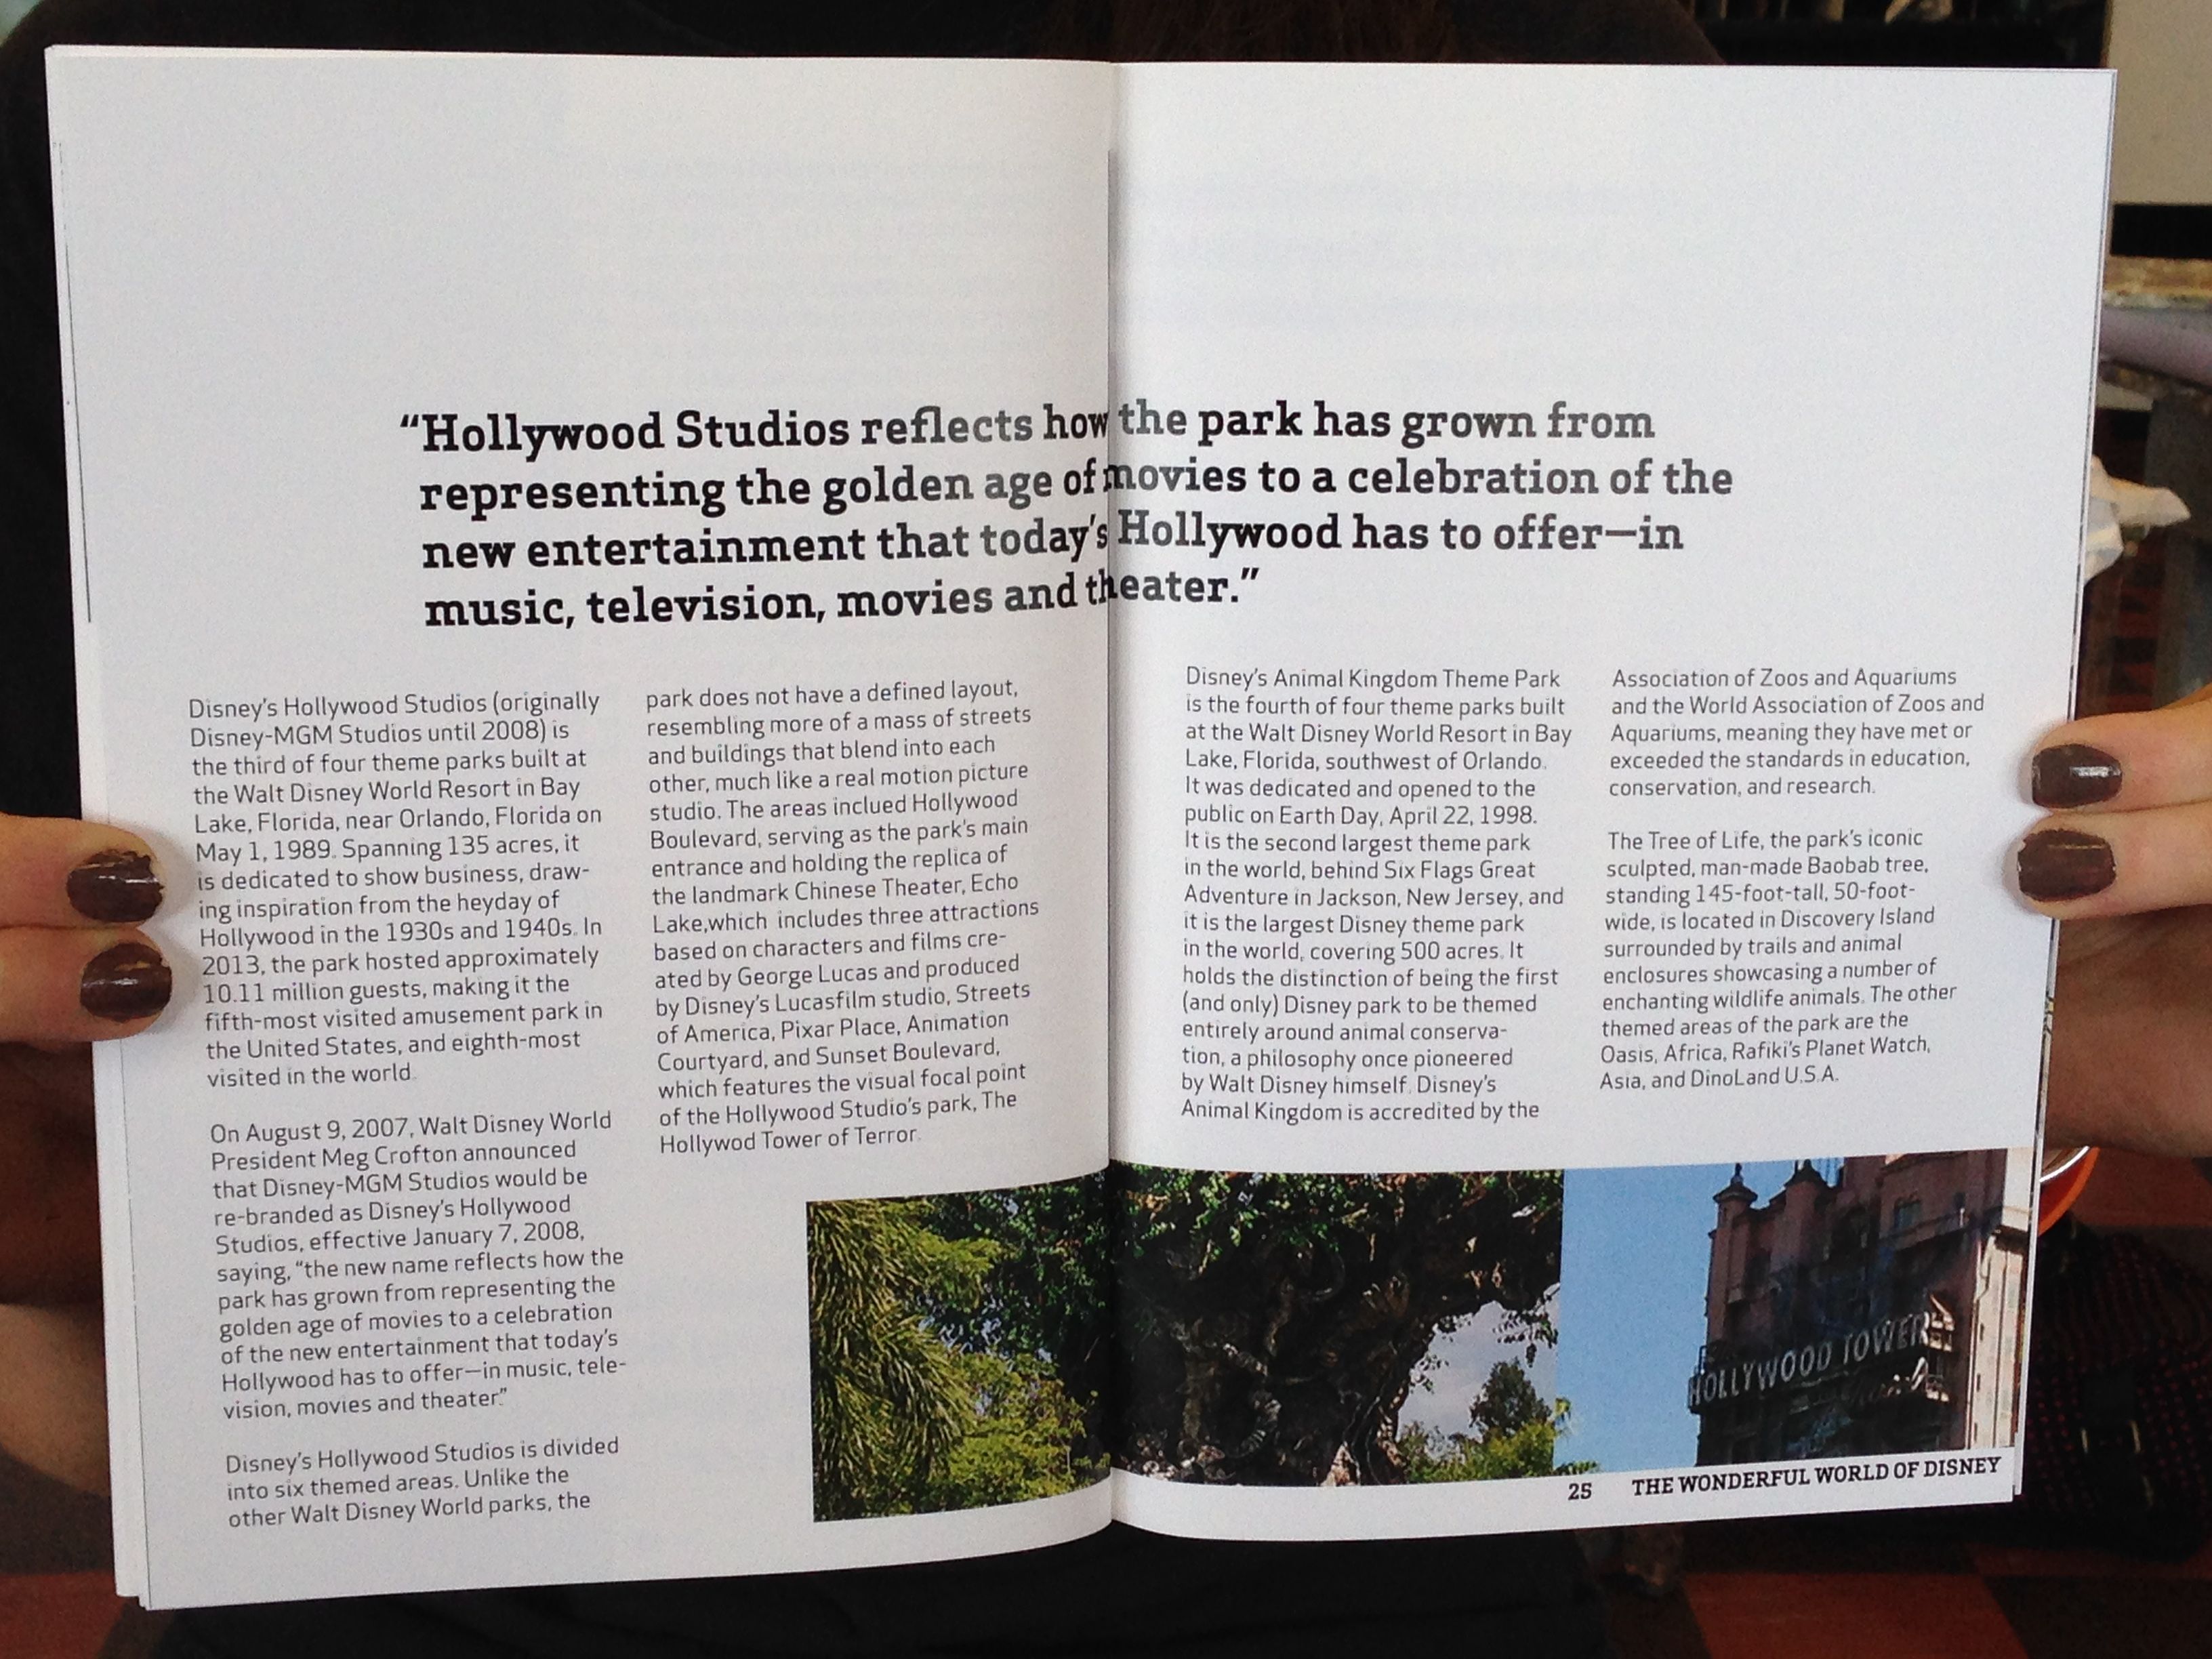 “Hollywood Studios reflects how the park has grown from
representing the golden age of movies to a celebration of the
new entertainment that today’s Hollywood has to offer—in
music, television, movies and theater.”
Disney’s Hollywood Studios (originally
Disney-MGM Studios until 2008) is
the third of four theme parks built at
the Walt Disney World Resort in Bay
Lake, Florida, near Orlando, Florida on
May 1, 1989. Spanning 135 acres, it
is dedicated to show business, draw-
ing inspiration from the heyday of
Hollywood in the 1930s and 1940s. In
2013, the park hosted approximately
10.11 million guests, making it the
fifth-most visited amusement park in
the United States, and eighth-most
visited in the world.
On August 9, 2007, Walt Disney World
President Meg Crofton announced
that Disney-MGM Studios would be
re-branded as Disney’s Hollywood
Studios, effective January 7, 2008,
saying, “the new name reflects how the
park has grown from representing the
golden age of movies to a celebration
of the new entertainment that today’s
Hollywood has to offer—in music, tele-
vision, movies and theater.”
Disney’s Hollywood Studios is divided
into six themed areas. Unlike the
other Walt Disney World parks, the
park does not have a defined layout,
resembling more of a mass of streets
and buildings that blend into each
other, much like a real motion picture
studio. The areas inclued Hollywood
Boulevard, serving as the park’s main
entrance and holding the replica of
the landmark Chinese Theater, Echo
Lake,which includes three attractions
based on characters and films cre-
ated by George Lucas and produced
by Disney’s Lucasfilm studio, Streets
of America, Pixar Place, Animation
Courtyard, and Sunset Boulevard,
which features the visual focal point
of the Hollywood Studio’s park, The
Hollywod Tower of Terror.
Disney’s Animal Kingdom Theme Park
is the fourth of four theme parks built
at the Walt Disney World Resort in Bay
Lake, Florida, southwest of Orlando.
It was dedicated and opened to the
public on Earth Day, April 22, 1998.
It is the second largest theme park
in the world, behind Six Flags Great
Adventure in Jackson, New Jersey, and
it is the largest Disney theme park
in the world, covering 500 acres. It
holds the distinction of being the first
(and only) Disney park to be themed
entirely around animal conserva-
tion, a philosophy once pioneered
by Walt Disney himself. Disney’s
Animal Kingdom is accredited by the
Association of Zoos and Aquariums
and the World Association of Zoos and
Aquariums, meaning they have met or
exceeded the standards in education,
conservation, and research.
The Tree of Life, the park’s iconic
sculpted, man-made Baobab tree,
standing 145-foot-tall, 50-foot-
wide, is located in Discovery Island
surrounded by trails and animal
enclosures showcasing a number of
enchanting wildlife animals. The other
themed areas of the park are the
Oasis, Africa, Rafiki’s Planet Watch,
Asia, and DinoLand U.S.A.
HOLLYWOOD TOWER
25 THE WONDERFUL WORLD OF DISNEY